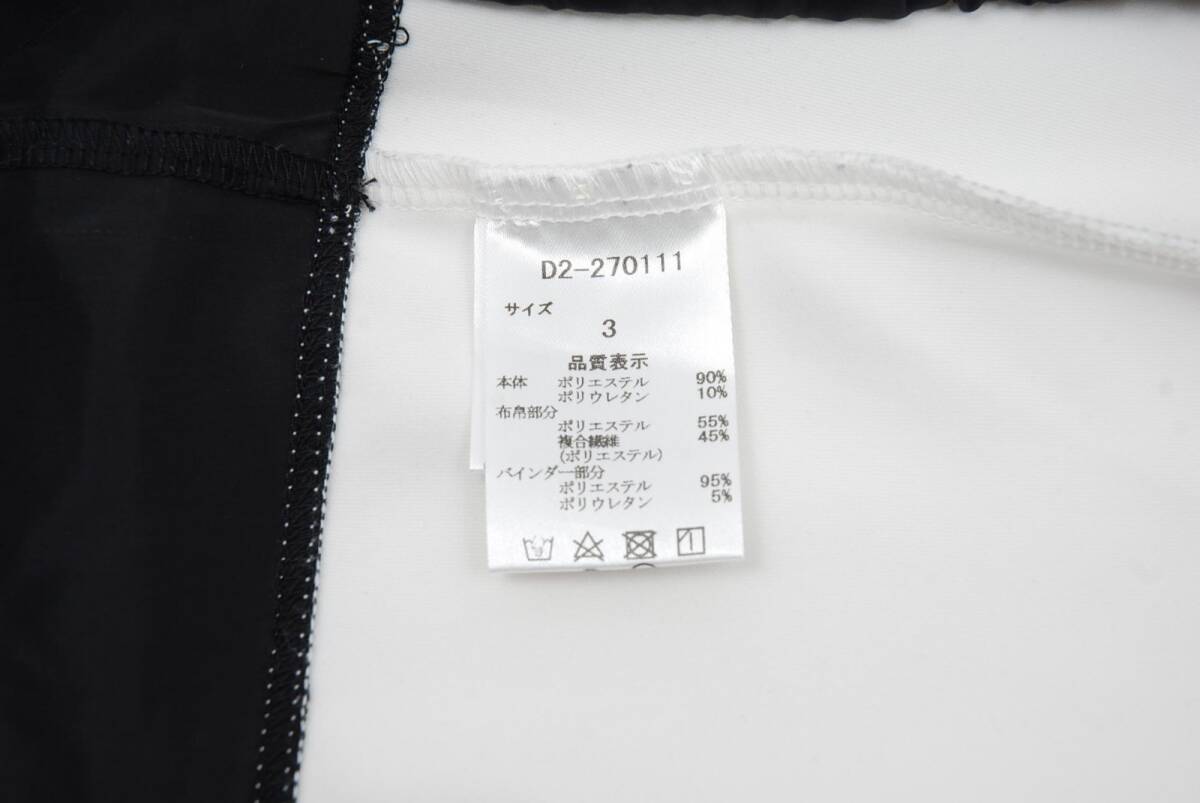 D2-270111
サイズ
3
品質表示
本体 ポリエステル 90%
ポリウレタン 10%
布帛部分
ポリエステル 55%
複合繊維 45%
(ポリエステル)
バインダー部分
ポリエステル 95%
ポリウレタン 5%